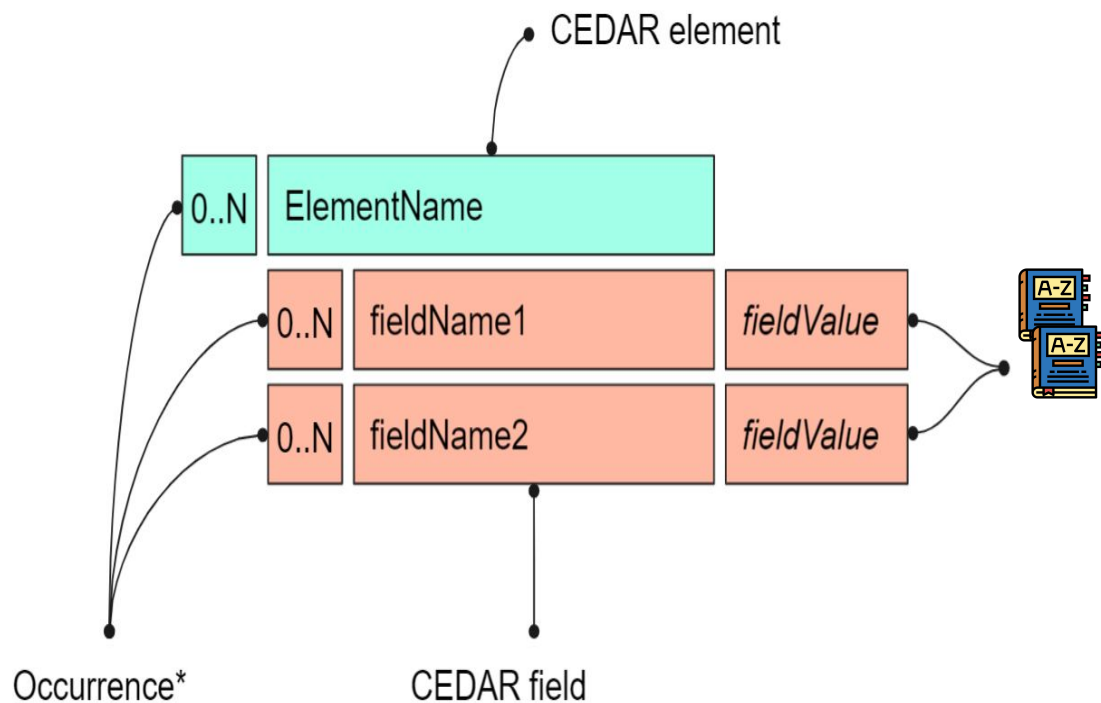 CEDAR element
0..N ElementName
0..N fieldName1 fieldValue
A-Z
A-Z
0..N fieldName2 fieldValue
Occurrence*
CEDAR field